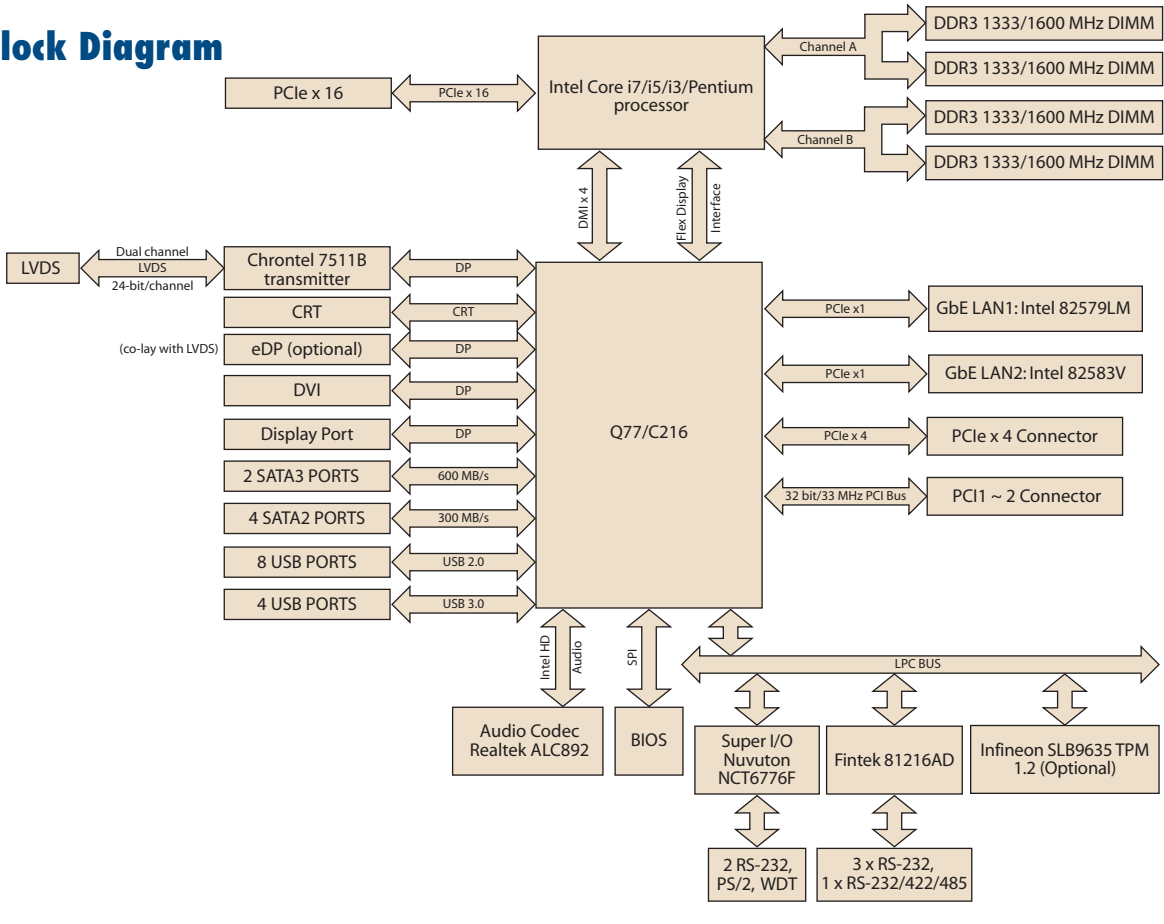 lock Diagram
PCIe x 16
PCIe x 16
Intel Core i7/i5/i3/Pentium
processor
Channel A
DDR3 1333/1600 MHz DIMM
DDR3 1333/1600 MHz DIMM
Channel B
DDR3 1333/1600 MHz DIMM
DDR3 1333/1600 MHz DIMM
DMI x 4
Flex Display
Interface
LVDS
Dual channel
LVDS
24-bit/channel
Chrontel 7511B
transmitter
DP
CRT
CRT
(co-lay with LVDS)
eDP (optional)
DP
DVI
DP
Display Port
DP
2 SATA3 PORTS
600 MB/s
4 SATA2 PORTS
300 MB/s
8 USB PORTS
USB 2.0
4 USB PORTS
USB 3.0
Q77/C216
PCIe x1
GbE LAN1: Intel 82579LM
PCIe x1
GbE LAN2: Intel 82583V
PCIe x 4
PCIe x 4 Connector
32 bit/33 MHz PCI Bus
PCI1 ~ 2 Connector
Intel HD
Audio
SPI
LPC BUS
Audio Codec
Realtek ALC892
BIOS
Super I/O
Nuvuton
NCT6776F
Fintek 81216AD
Infineon SLB9635 TPM
1.2 (Optional)
2 RS-232,
PS/2, WDT
3 x RS-232,
1 x RS-232/422/485